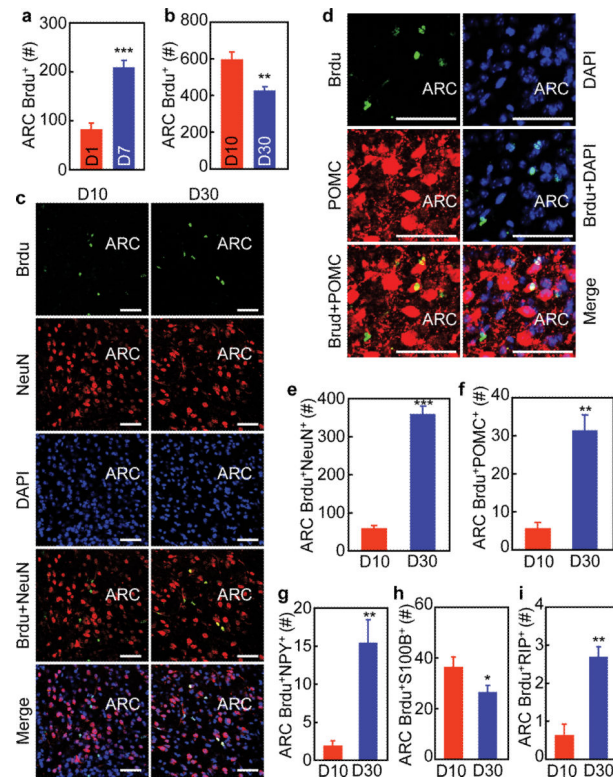 a
ARC Brdu⁺ (#)
300
200
100
0
***
D1
D7
b
ARC Brdu⁺ (#)
800
600
400
200
0
**
D10
D30
c
D10
D30
Brdu
ARC
ARC
NeuN
ARC
ARC
DAPI
ARC
ARC
Brdu+NeuN
ARC
ARC
Merge
ARC
ARC
d
Brdu
ARC
ARC
DAPI
POMC
ARC
ARC
Brdu+DAPI
Brud+POMC
ARC
ARC
Merge
e
ARC Brdu⁺NeuN⁺ (#)
400
300
200
100
0
***
D10
D30
f
ARC Brdu⁺POMC⁺ (#)
40
30
20
10
0
**
D10
D30
g
ARC Brdu⁺NPY⁺ (#)
20
15
10
5
0
**
D10
D30
h
ARC Brdu⁺S100B⁺ (#)
60
40
20
0
*
D10
D30
i
ARC Brdu⁺RIP⁺ (#)
4
3
2
1
0
**
D10
D30